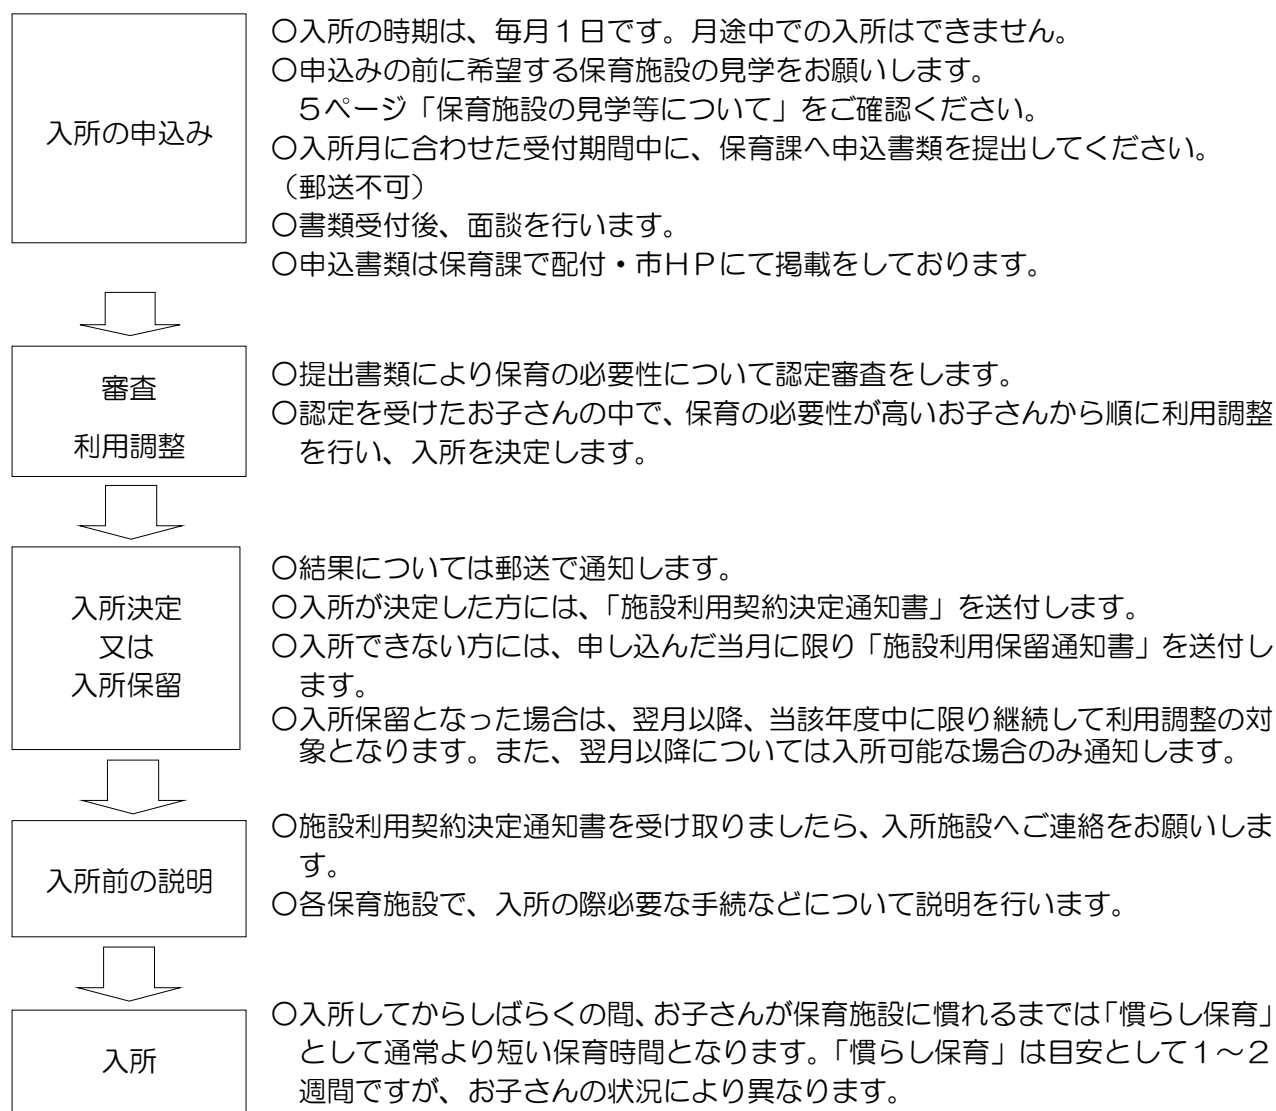 入所の申込み
〇入所の時期は、毎月1日です。月途中での入所はできません。
〇申込みの前に希望する保育施設の見学をお願いします。
5ページ「保育施設の見学等について」をご確認ください。
〇入所月に合わせた受付期間中に、保育課へ申込書類を提出してください。
（郵送不可）
〇書類受付後、面談を行います。
〇申込書類は保育課で配付・市HPにて掲載をしております。
審査
利用調整
〇提出書類により保育の必要性について認定審査をします。
〇認定を受けたお子さんの中で、保育の必要性が高いお子さんから順に利用調整
を行い、入所を決定します。
入所決定
又は
入所保留
〇結果については郵送で通知します。
〇入所が決定した方には、「施設利用契約決定通知書」を送付します。
〇入所できない方には、申し込んだ当月に限り「施設利用保留通知書」を送付し
ます。
〇入所保留となった場合は、翌月以降、当該年度中に限り継続して利用調整の対
象となります。また、翌月以降については入所可能な場合のみ通知します。
入所前の説明
〇施設利用契約決定通知書を受け取りましたら、入所施設へご連絡をお願いしま
す。
〇各保育施設で、入所の際必要な手続などについて説明を行います。
入所
〇入所してからしばらくの間、お子さんが保育施設に慣れるまでは「慣らし保育」
として通常より短い保育時間となります。「慣らし保育」は目安として1～2
週間ですが、お子さんの状況により異なります。